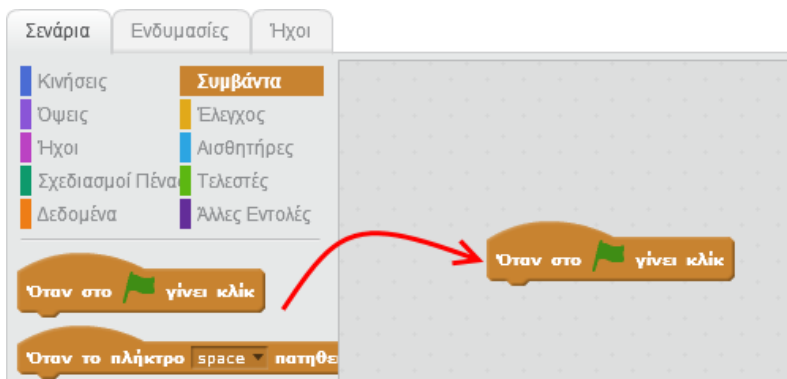 Σενάρια Ενδυμασίες Ήχοι
Κινήσεις Συμβάντα
Όψεις Έλεγχος
Ήχοι Αισθητήρες
Σχεδιασμοί Πένας Τελεστές
Δεδομένα Άλλες Εντολές
Όταν στο γίνει κλίκ
Όταν στο γίνει κλίκ
Όταν το πλήκτρο space πατηθε